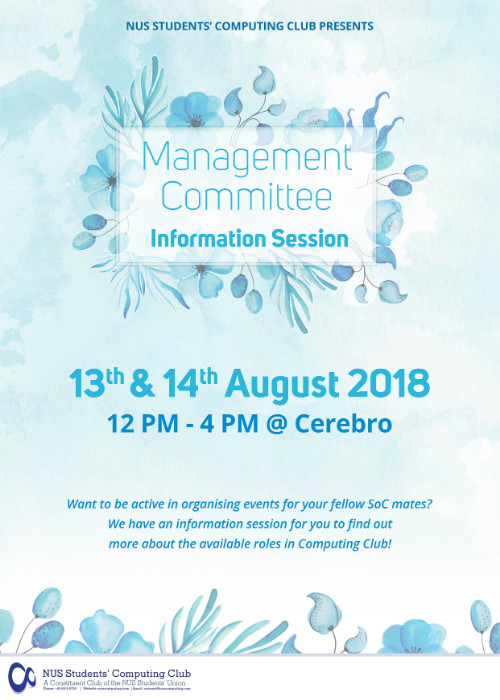 NUS STUDENTS' COMPUTING CLUB PRESENTS
Management
Committee
Information Session
13th & 14th August 2018
12 PM - 4 PM @ Cerebro
Want to be active in organising events for your fellow SoC mates?
We have an information session for you to find out
more about the available roles in Computing Club!
NUS Students' Computing Club
A Constituent Club of the NUS Students' Union